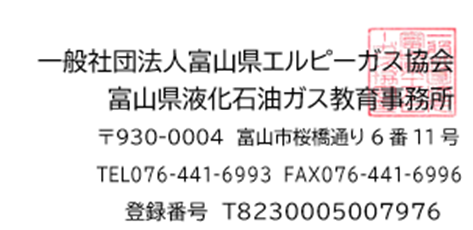 一般社団法人富山県エルピーガス協会
富山県液化石油ガス教育事務所
〒930-0004 富山市桜橋通り6番11号
TEL076-441-6993 FAX076-441-6996
登録番号 T8230005007976